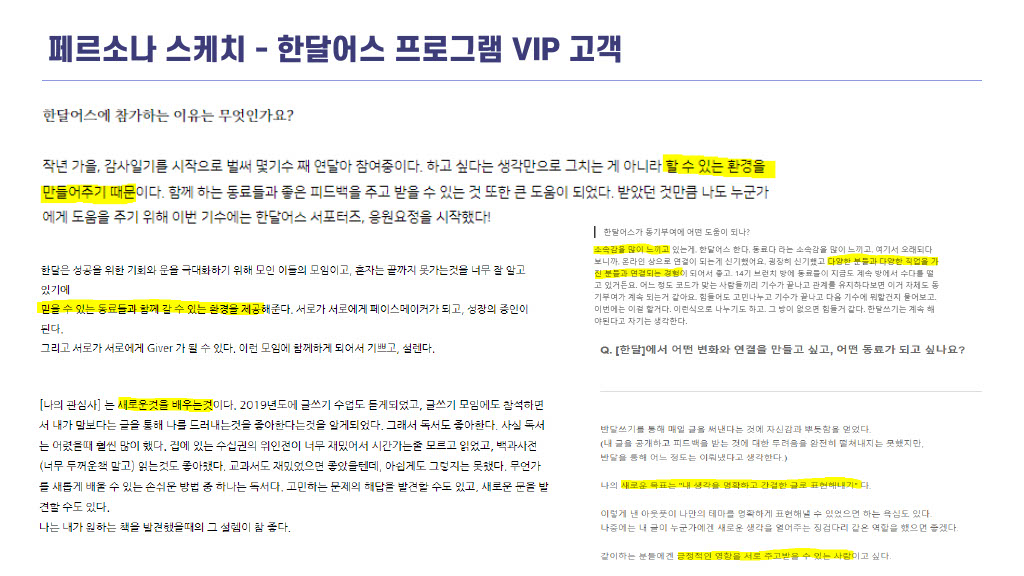 페르소나 스케치 - 한달어스 프로그램 VIP 고객
한달어스에 참가하는 이유는 무엇인가요?
작년 가을, 감사일기를 시작으로 벌써 몇기수 째 연달아 참여중이다. 하고 싶다는 생각만으로 그치는 게 아니라 할 수 있는 환경을
만들어주기 때문이다. 함께 하는 동료들과 좋은 피드백을 주고 받을 수 있는 것 또한 큰 도움이 되었다. 받았던 것만큼 나도 누군가
에게 도움을 주기 위해 이번 기수에는 한달어스 서포터즈, 응원요정을 시작했다!
한달은 성공을 위한 기회와 운을 극대화하기 위해 모인 이들의 모임이고, 혼자는 끝까지 못가는것을 너무 잘 알고
있기에
믿을 수 있는 동료들과 함께 갈 수 있는 환경을 제공해준다. 서로가 서로에게 페이스메이커가 되고, 성장의 증인이
된다.
그리고 서로가 서로에게 Giver 가 될 수 있다. 이런 모임에 함께하게 되어서 기쁘고, 설렌다.
[나의 관심사] 는 새로운것을 배우는것이다. 2019년도에 글쓰기 수업도 듣게되었고, 글쓰기 모임에도 참석하면
서 내가 말보다는 글을 통해 나를 드러내는것을 좋아한다는것을 알게되었다. 그래서 독서도 좋아한다. 사실 독서
는 어렸을때 훨씬 많이 했다. 집에 있는 수십권의 위인전이 너무 재밌어서 시간가는줄 모르고 읽었고, 백과사전
(너무 두꺼운책 말고) 읽는것도 좋아했다. 교과서도 재밌었으면 좋았을텐데, 아쉽게도 그렇지는 못했다. 무언가
를 새롭게 배울 수 있는 손쉬운 방법 중 하나는 독서다. 고민하는 문제의 해답을 발견할 수도 있고, 새로운 문을 발
견할 수도 있다.
나는 내가 원하는 책을 발견했을때의 그 설렘이 참 좋다.
한달어스가 동기부여에 어떤 도움이 되나?
소속감을 많이 느끼고 있는게, 한달어스 한다, 동료다 라는 소속감을 많이 느끼고, 여기서 오래되다
보니까, 온라인 상으로 연결이 되는게 신기했어요. 굉장히 신기했고 다양한 분들과 다양한 직업을 가
진 분들과 연결되는 경험이 되어서 좋고, 14기 브런치 방에 동료들이 지금도 계속 방에서 수다를 떨
고 있거든요. 어느 정도 코드가 맞는 사람들끼리 기수가 끝나고 관계를 유지하다보면 이거 자체도 동
기부여가 계속 되는거 같아요. 힘들어도 고민나누고 기수가 끝나고 다음 기수에 뭐할건지 물어보고,
이번에는 이걸 할거다. 이런식으로 나누기도 하고. 그 방이 없으면 힘들거 같다. 한달쓰기는 계속 해
야된다고 자기는 생각한다.
Q. [한달]에서 어떤 변화와 연결을 만들고 싶고, 어떤 동료가 되고 싶나요?
반달쓰기를 통해 매일 글을 써낸다는 것에 자신감과 뿌듯함을 얻었다.
(내 글을 공개하고 피드백을 받는 것에 대한 두려움을 완전히 떨쳐내지는 못했지만,
반달을 통해 어느 정도는 이뤄냈다고 생각한다.)
나의 새로운 목표는 "내 생각을 명확하고 간결한 글로 표현해내기" 다.
이렇게 낸 아웃풋이 나만의 테마를 명확하게 표현해낼 수 있었으면 하는 욕심도 있다.
나중에는 내 글이 누군가에겐 새로운 생각을 열어주는 징검다리 같은 역할을 했으면 좋겠다.
같이하는 분들에겐 긍정적인 영향을 서로 주고받을 수 있는 사람이고 싶다.